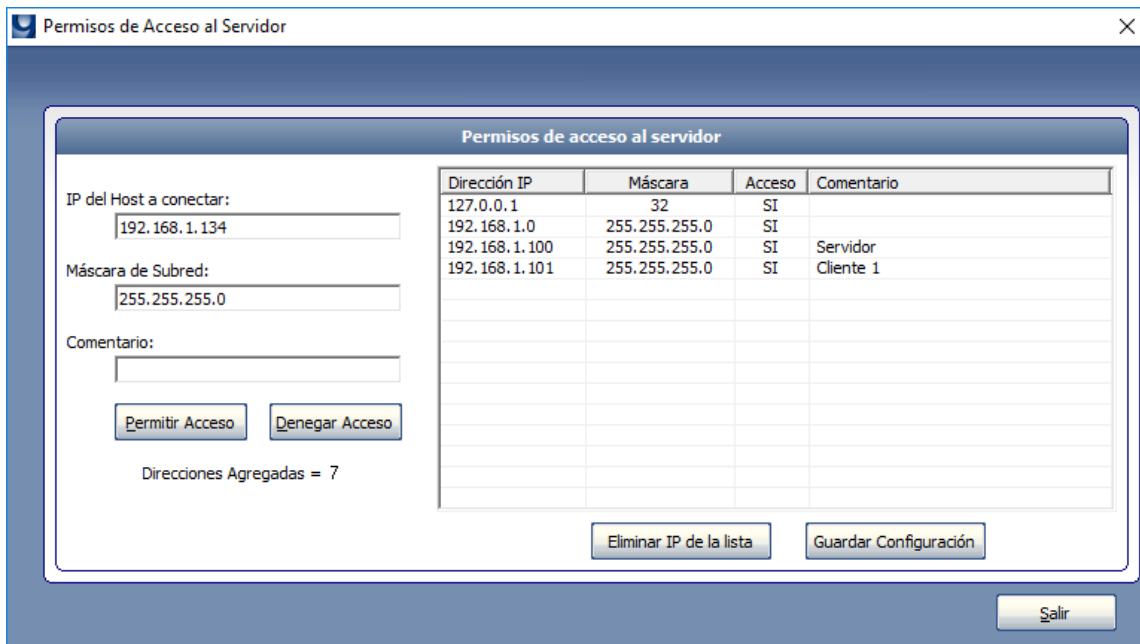 Permisos de Acceso al Servidor
Permisos de acceso al servidor
IP del Host a conectar:
192.168.1.134
Máscara de Subred:
255.255.255.0
Comentario:
Permitir Acceso Denegar Acceso
Direcciones Agregadas = 7
Dirección IP Máscara Acceso Comentario
127.0.0.1 32 SI
192.168.1.0 255.255.255.0 SI
192.168.1.100 255.255.255.0 SI Servidor
192.168.1.101 255.255.255.0 SI Cliente 1
Eliminar IP de la lista Guardar Configuración
Salir